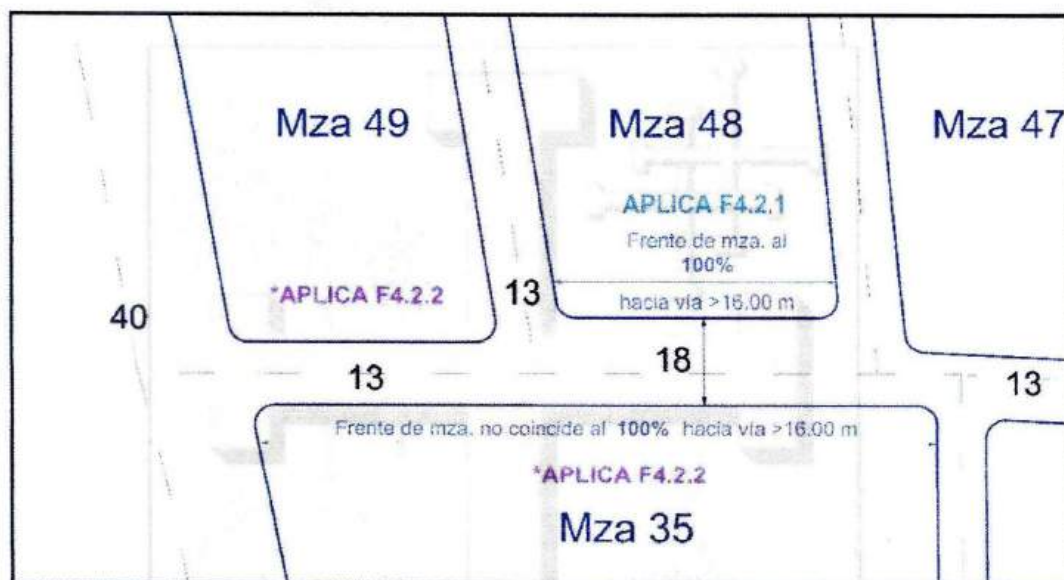 Mza 49
Mza 48
Mza 47
APLICA F4.2.1
Frente de mza. al
100%
*APLICA F4.2.2
13
hacia vía >16.00 m
40
13
18
13
Frente de mza. no coincide al 100% hacia vía >16.00 m
*APLICA F4.2.2
Mza 35